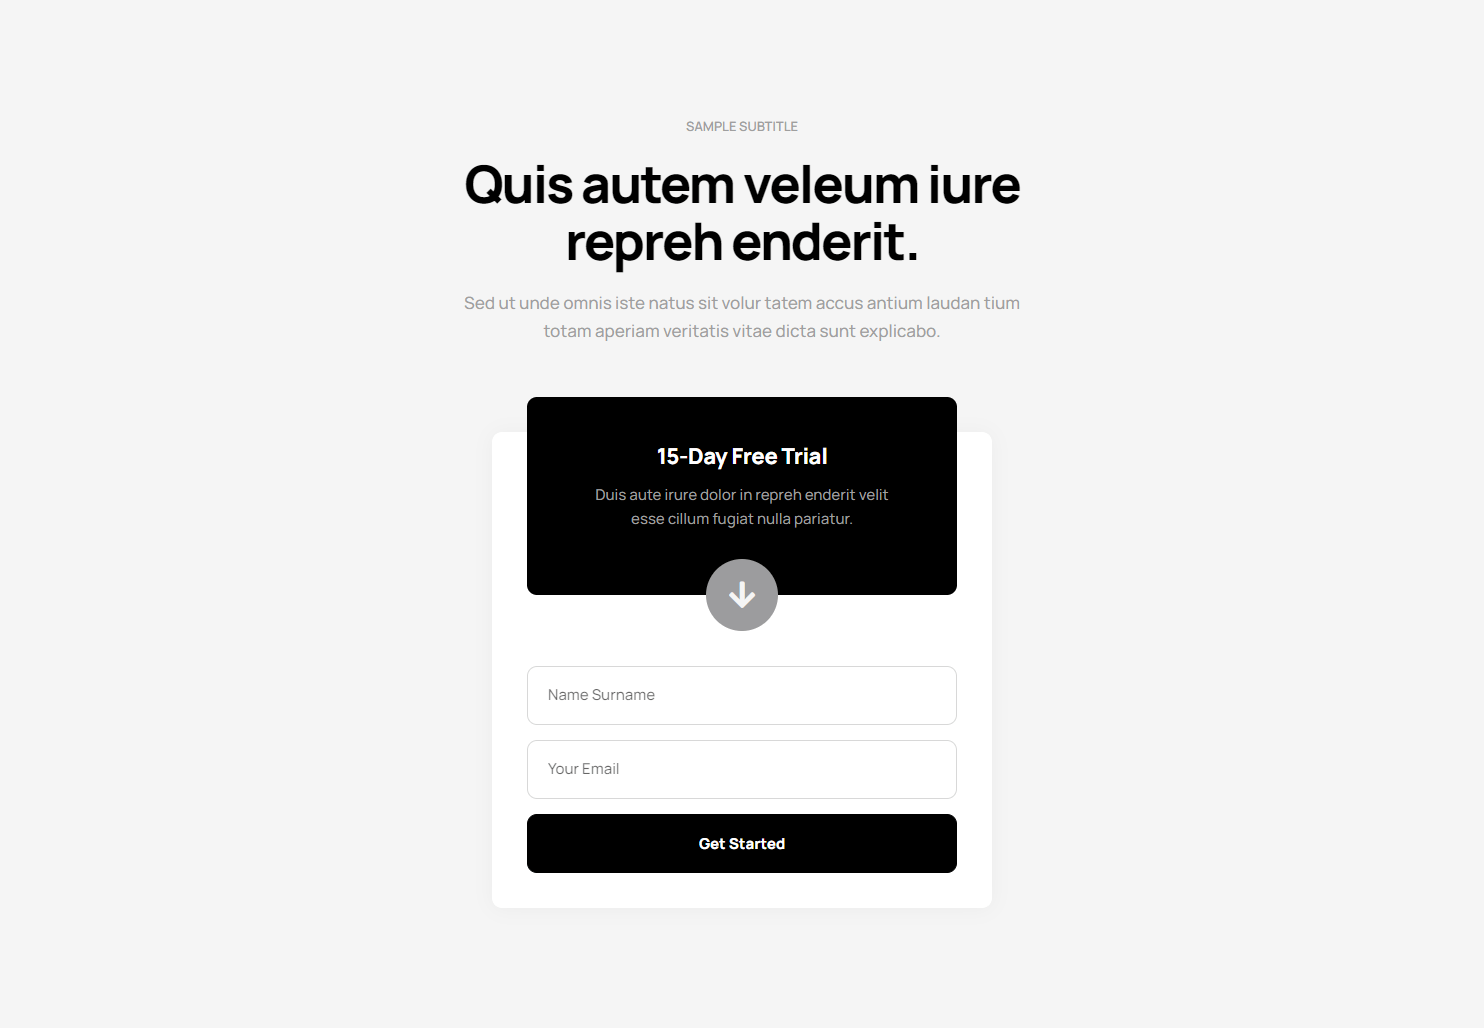 SAMPLE SUBTITLE
Quis autem veleum iure
repreh enderit.
Sed ut unde omnis iste natus sit volur tatem accus antium laudan tium
totam aperiam veritatis vitae dicta sunt explicabo.
15-Day Free Trial
Duis aute irure dolor in repreh enderit velit
esse cillum fugiat nulla pariatur.
Name Surname
Your Email
Get Started